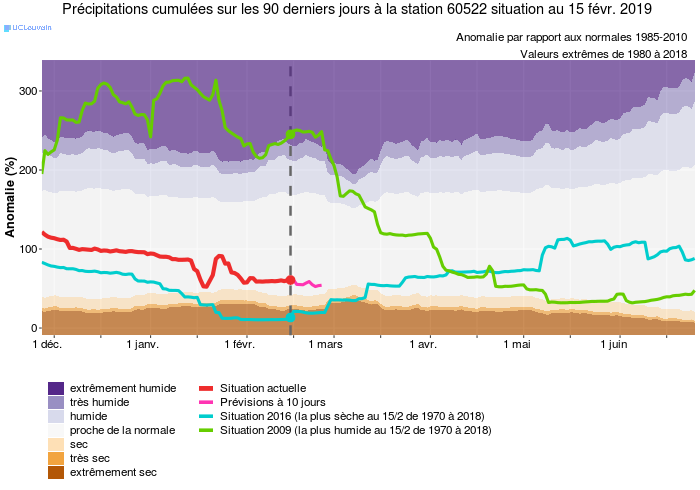 Précipitations cumulées sur les 90 derniers jours à la station 60522 situation au 15 févr. 2019
UCLouvain
Anomalie par rapport aux normales 1985-2010
Valeurs extrêmes de 1980 à 2018
Anomalie (%)
300
200
100
0
1 déc. 1 janv. 1 févr. 1 mars 1 avr. 1 mai 1 juin
extrêmement humide
très humide
humide
proche de la normale
sec
très sec
extrêmement sec
Situation actuelle
Prévisions à 10 jours
Situation 2016 (la plus sèche au 15/2 de 1970 à 2018)
Situation 2009 (la plus humide au 15/2 de 1970 à 2018)